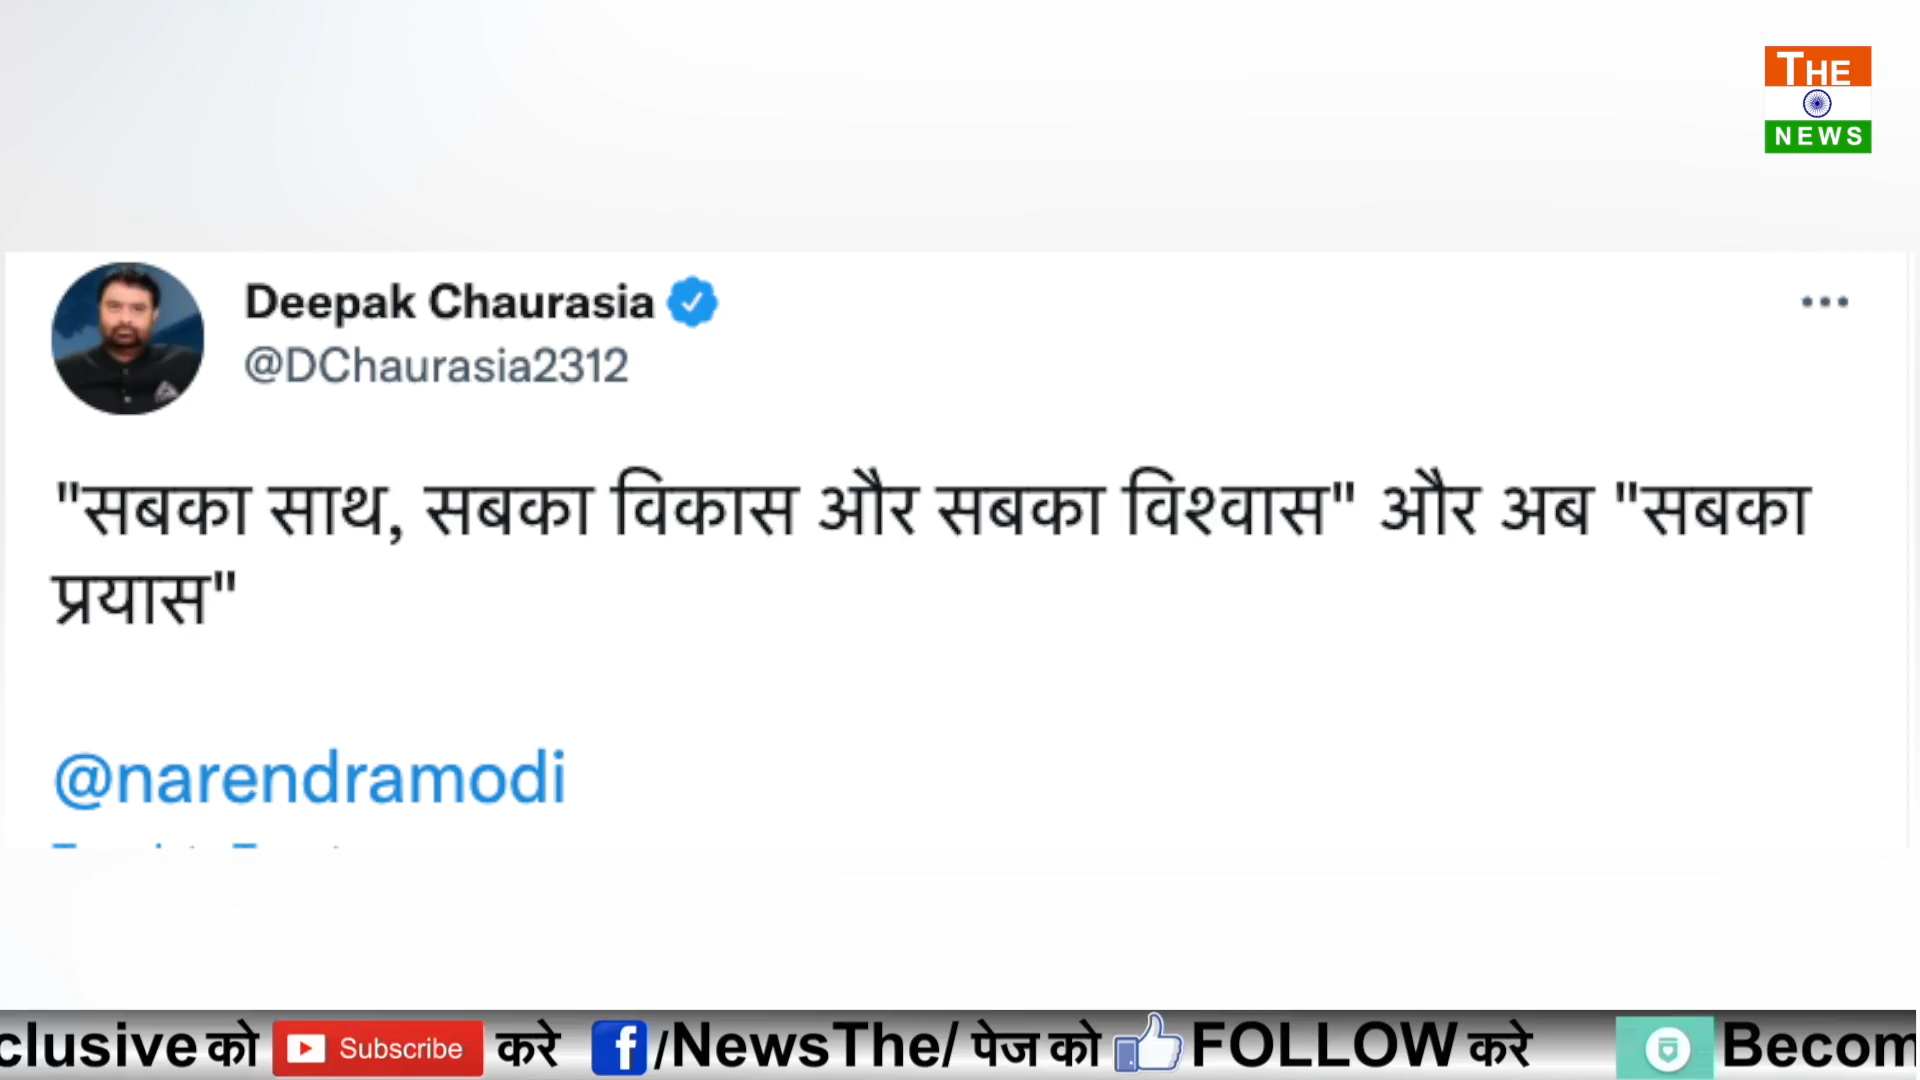 THE
NEWS
Deepak Chaurasia
@DChaurasia2312
"सबका साथ, सबका विकास और सबका विश्वास" और अब "सबका
प्रयास"
@narendramodi
clusive को Subscribe करे f /NewsThe/ पेज को FOLLOW करे Becom